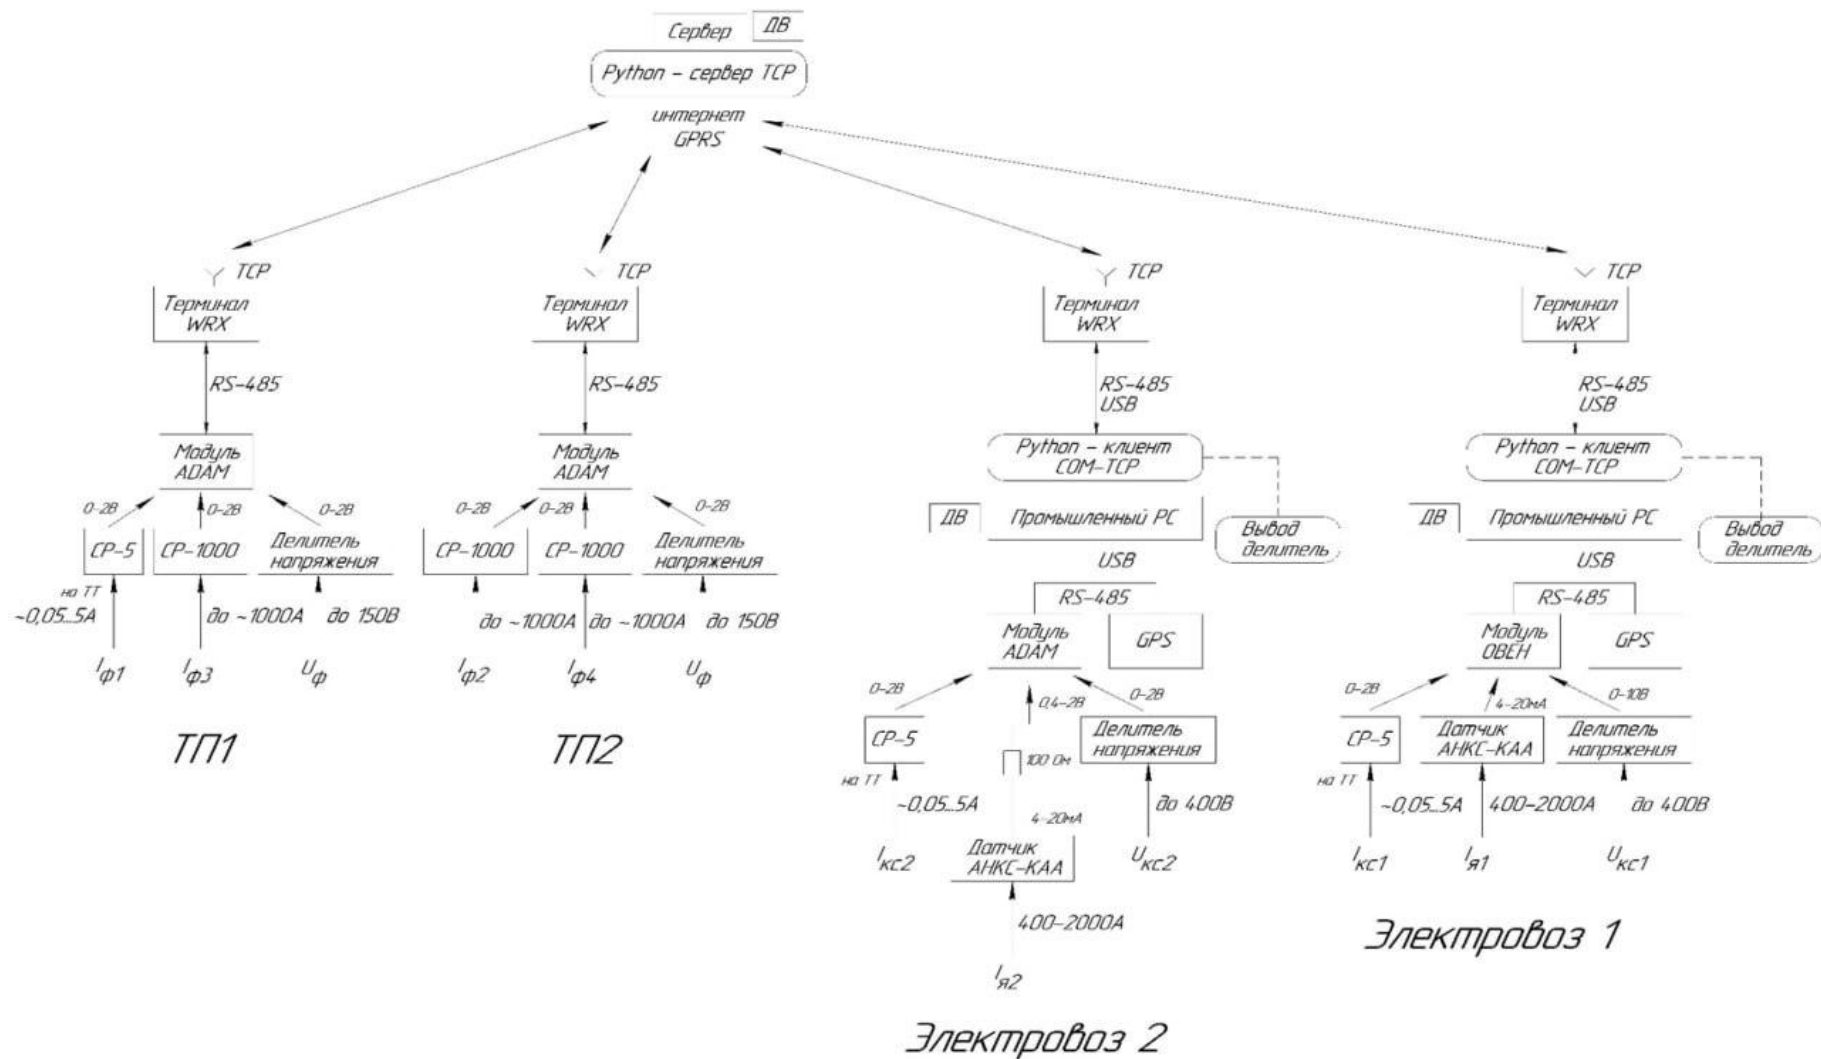 Сервер
ДВ
Python – сервер TCP
интернет
GPRS
TCP
Терминал
WRX
RS-485
Модуль
ADAM
0-2В
0-2В
0-2В
СР-5
СР-1000
Делитель
напряжения
на ТТ
~0,05...5А
до ~1000А
до 150В
Iф1
Iф3
Uф
ТП1
TCP
Терминал
WRX
RS-485
Модуль
ADAM
0-2В
0-2В
0-2В
СР-1000
СР-1000
Делитель
напряжения
до ~1000А
до ~1000А
до 150В
Iф2
Iф4
Uф
ТП2
TCP
Терминал
WRX
RS-485
USB
Python – клиент
COM-TCP
ДВ
Промышленный РС
Вывод
делитель
USB
RS-485
Модуль
ADAM
GPS
0-2В
0,4-2В
0-2В
СР-5
100 Ом
Делитель
напряжения
на ТТ
~0,05...5А
4-20мА
до 400В
Iкс2
Датчик
АНКС-КАА
Uкс2
400-2000А
Iя2
Электровоз 2
TCP
Терминал
WRX
RS-485
USB
Python – клиент
COM-TCP
ДВ
Промышленный РС
Вывод
делитель
USB
RS-485
Модуль
ОВЕН
GPS
0-2В
4-20мА
0-10В
СР-5
Датчик
АНКС-КАА
Делитель
напряжения
на ТТ
~0,05...5А
400-2000А
до 400В
Iкс1
Iя1
Uкс1
Электровоз 1